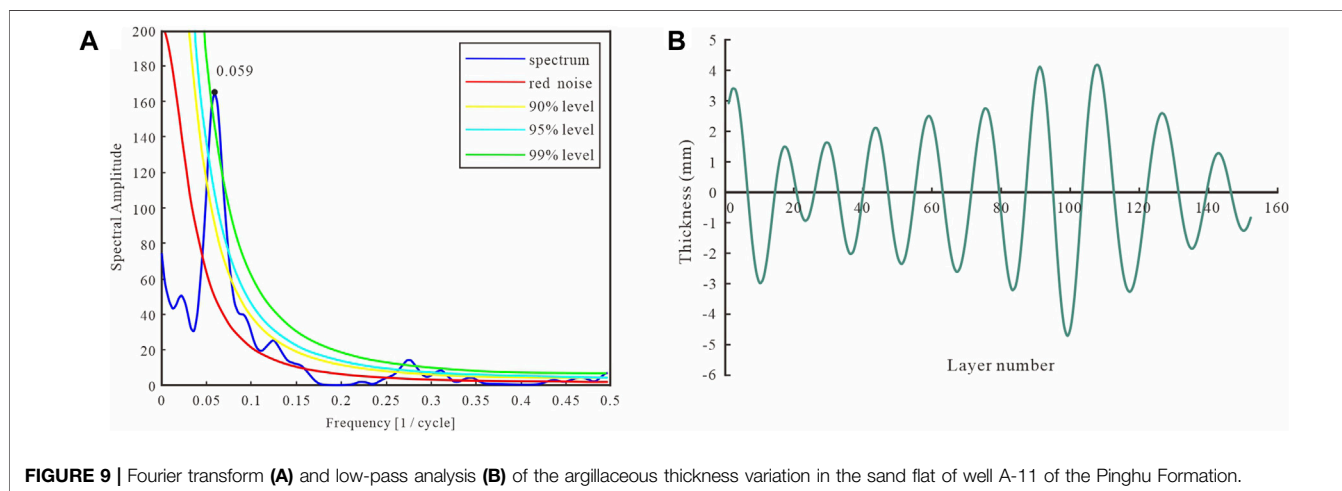 A
200
180
160
140
120
100
80
60
40
20
0
Spectral Amplitude
0.059
spectrum
red noise
90% level
95% level
99% level
0 0.05 0.1 0.15 0.2 0.25 0.3 0.35 0.4 0.45 0.5
Frequency [1 / cycle]
B
5
4
3
2
1
0
-1
-2
-3
-4
-5
-6
Thickness (mm)
0 20 40 60 80 100 120 140 160
Layer number
FIGURE 9 | Fourier transform (A) and low-pass analysis (B) of the argillaceous thickness variation in the sand flat of well A-11 of the Pinghu Formation.